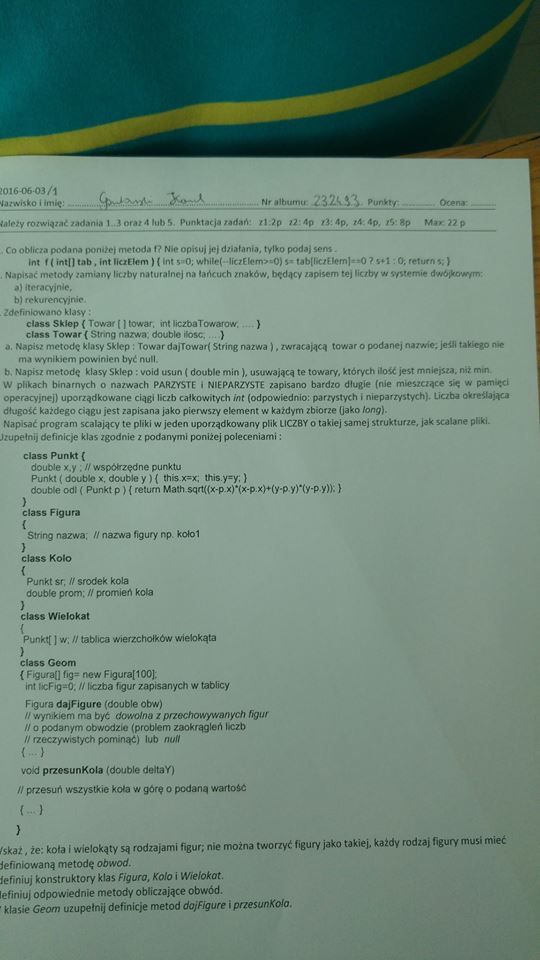 2016-06-03/1
Nazwisko i imię: Nr albumu: 232493 Punkty: Ocena:
Należy rozwiązać zadania 1..3 oraz 4 lub 5. Punktacja zadań: z1:2p z2: 4p z3: 4p, z4: 4p, z5: 8p Max: 22 p
. Co oblicza podana poniżej metoda f? Nie opisuj jej działania, tylko podaj sens .
int f ( int[] tab , int liczElem ) { int s=0; while(--liczElem>=0) s= tab[liczElem]==0 ? s+1 : 0; return s; }
. Napisać metody zamiany liczby naturalnej na łańcuch znaków, będący zapisem tej liczby w systemie dwójkowym:
a) iteracyjnie,
b) rekurencyjnie.
. Zdefiniowano klasy :
class Sklep { Towar [ ] towar; int liczbaTowarow; .... }
class Towar { String nazwa; double ilosc; ... }
a. Napisz metodę klasy Sklep : Towar dajTowar( String nazwa ) , zwracającą towar o podanej nazwie; jeśli takiego nie
ma wynikiem powinien być null.
b. Napisz metodę klasy Sklep : void usun ( double min ), usuwającą te towary, których ilość jest mniejsza, niż min.
W plikach binarnych o nazwach PARZYSTE i NIEPARZYSTE zapisano bardzo długie (nie mieszczące się w pamięci
operacyjnej) uporządkowane ciągi liczb całkowitych int (odpowiednio: parzystych i nieparzystych). Liczba określająca
długość każdego ciągu jest zapisana jako pierwszy element w każdym zbiorze (jako long).
Napisać program scalający te pliki w jeden uporządkowany plik LICZBY o takiej samej strukturze, jak scalane pliki.
Uzupełnij definicje klas zgodnie z podanymi poniżej poleceniami :
class Punkt {
double x,y ; // współrzędne punktu
Punkt ( double x, double y ) { this.x=x; this.y=y; }
double odl ( Punkt p ) { return Math.sqrt((x-p.x)*(x-p.x)+(y-p.y)*(y-p.y)); }
}
class Figura
{
String nazwa; // nazwa figury np. koło1
}
class Kolo
{
Punkt sr; // srodek kola
double prom; // promień koła
}
class Wielokat
{
Punkt[ ] w; // tablica wierzchołków wielokąta
}
class Geom
{ Figura[] fig= new Figura[100];
int licFig=0; // liczba figur zapisanych w tablicy
Figura dajFigure (double obw)
// wynikiem ma być dowolna z przechowywanych figur
// o podanym obwodzie (problem zaokrągleń liczb
// rzeczywistych pominąć) lub null
{ ... }
void przesunKola (double deltaY)
// przesuń wszystkie koła w górę o podaną wartość
{ ... }
}
Wskaż , że: koła i wielokąty są rodzajami figur; nie można tworzyć figury jako takiej, każdy rodzaj figury musi mieć
definiowaną metodę obwod.
definiuj konstruktory klas Figura, Kolo i Wielokat.
definiuj odpowiednie metody obliczające obwód.
klasie Geom uzupełnij definicje metod dajFigure i przesunKola.